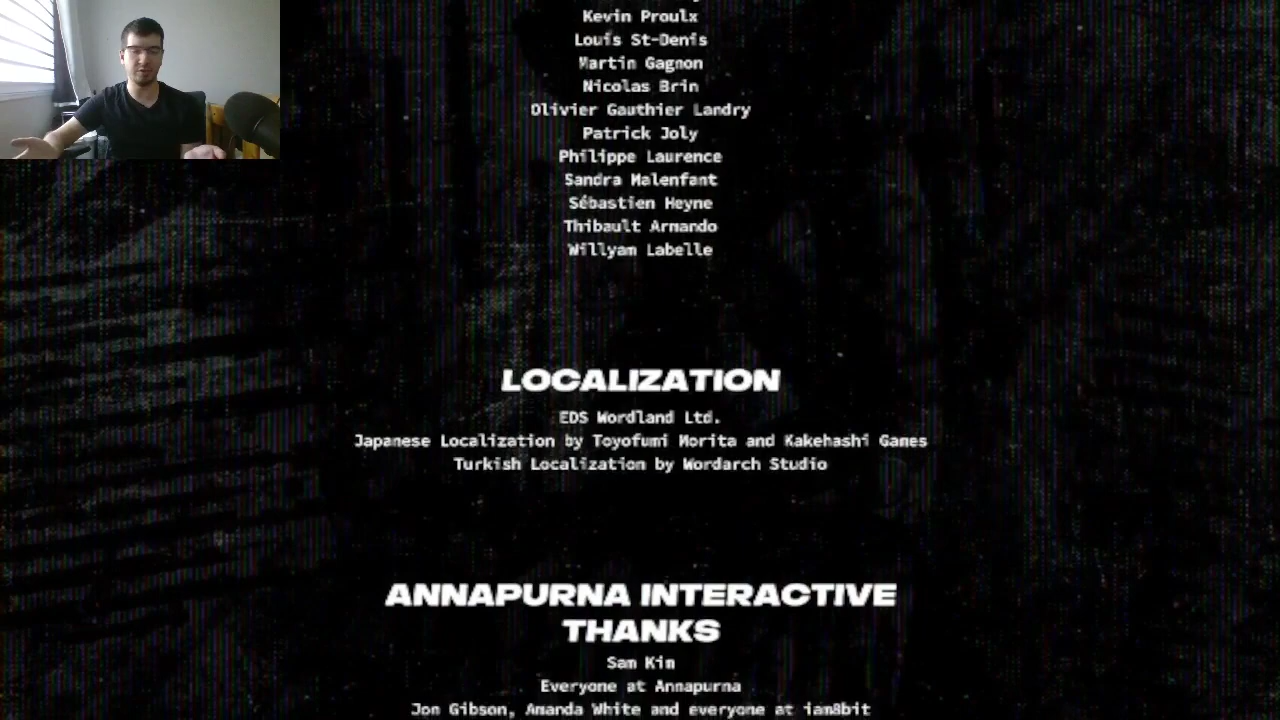 Kevin Proulx
Louis St-Denis
Martin Gagnon
Nicolas Brin
Olivier Gauthier Landry
Patrick Joly
Philippe Laurence
Sandra Malenfant
Sébastien Heyne
Thibault Armando
Willyam Labelle
LOCALIZATION
EDS Wordland Ltd.
Japanese Localization by Toyofumi Morita and Kakehashi Games
Turkish Localization by Wordarch Studio
ANNAPURNA INTERACTIVE
THANKS
Sam Kim
Everyone at Annapurna
Jon Gibson, Amanda White and everyone at iam8bit